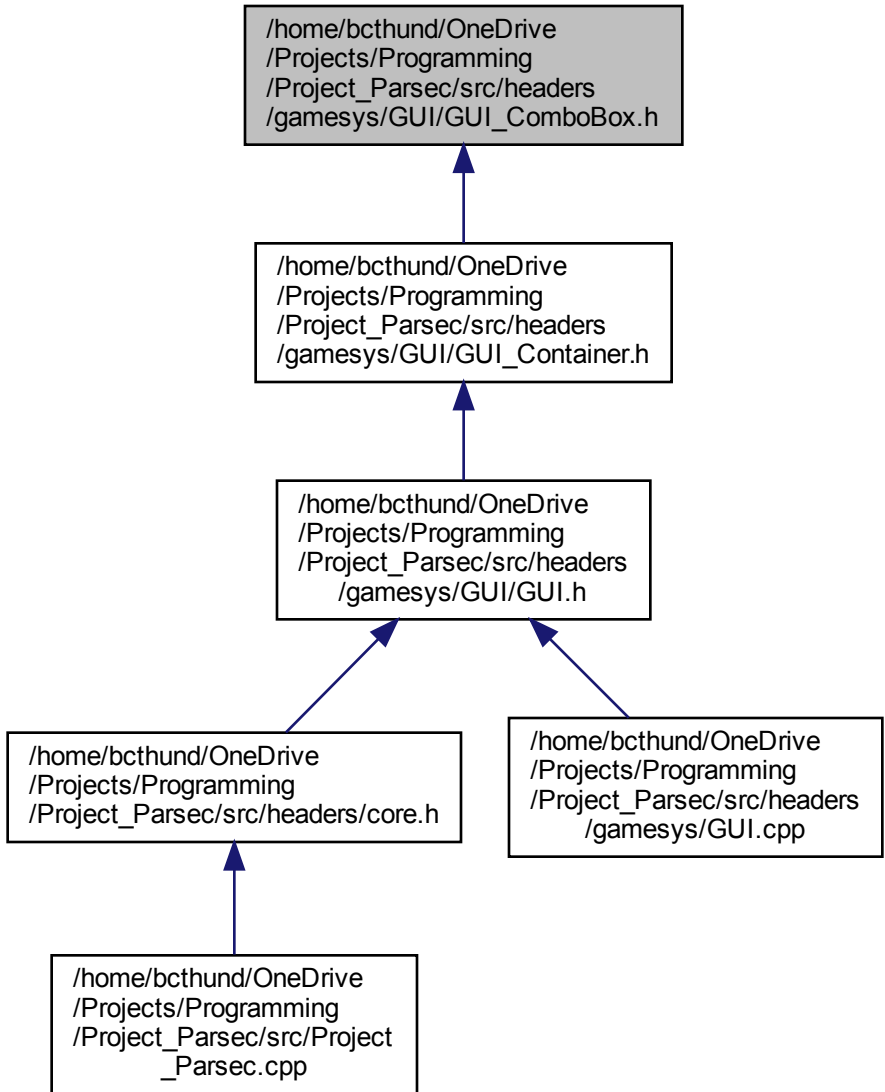 /home/bcthund/OneDrive
/Projects/Programming
/Project_Parsec/src/headers
/gamesys/GUI/GUI_ComboBox.h
/home/bcthund/OneDrive
/Projects/Programming
/Project_Parsec/src/headers
/gamesys/GUI/GUI_Container.h
/home/bcthund/OneDrive
/Projects/Programming
/Project_Parsec/src/headers
/gamesys/GUI/GUI.h
/home/bcthund/OneDrive
/Projects/Programming
/Project_Parsec/src/headers/core.h
/home/bcthund/OneDrive
/Projects/Programming
/Project_Parsec/src/headers
/gamesys/GUI.cpp
/home/bcthund/OneDrive
/Projects/Programming
/Project_Parsec/src/Project
_Parsec.cpp